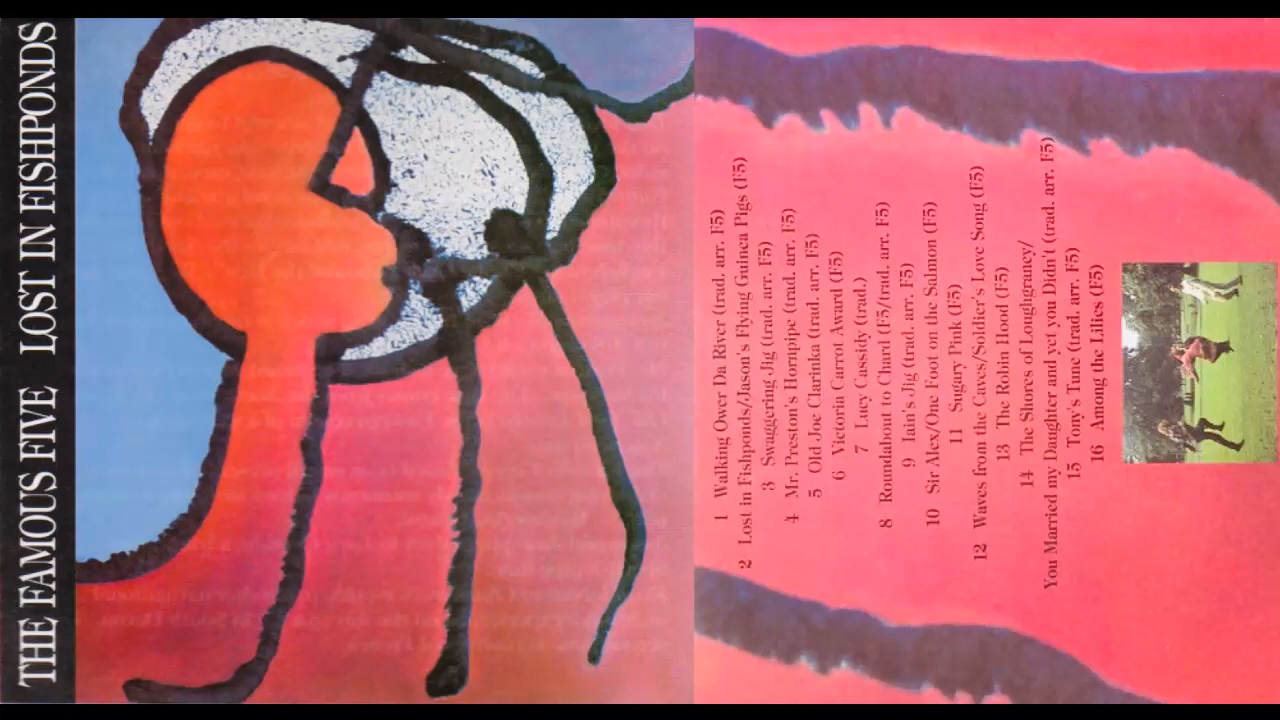 THE FAMOUS FIVE LOST IN FISHPONDS
1 Walking Ower Da River (trad. arr. F5)
2 Lost in Fishponds/Jason's Flying Guinea Pigs (F5)
3 Swaggering Jig (trad. arr. F5)
4 Mr. Preston's Hornpipe (trad. arr. F5)
5 Old Joe Clarinka (trad. arr. F5)
6 Victoria Carrot Award (F5)
7 Lucy Cassidy (trad.)
8 Roundabout to Chard (F5/trad. arr. F5)
9 Iain's Jig (trad. arr. F5)
10 Sir Alex/One Foot on the Salmon (F5)
11 Sugary Pink (F5)
12 Waves from the Caves/Soldier's Love Song (F5)
13 The Robin Hood (F5)
14 The Shores of Loughgrancy/
You Married my Daughter and yet you Didn't (trad. arr. F5)
15 Tony's Tune (trad. arr. F5)
16 Among the Lilies (F5)